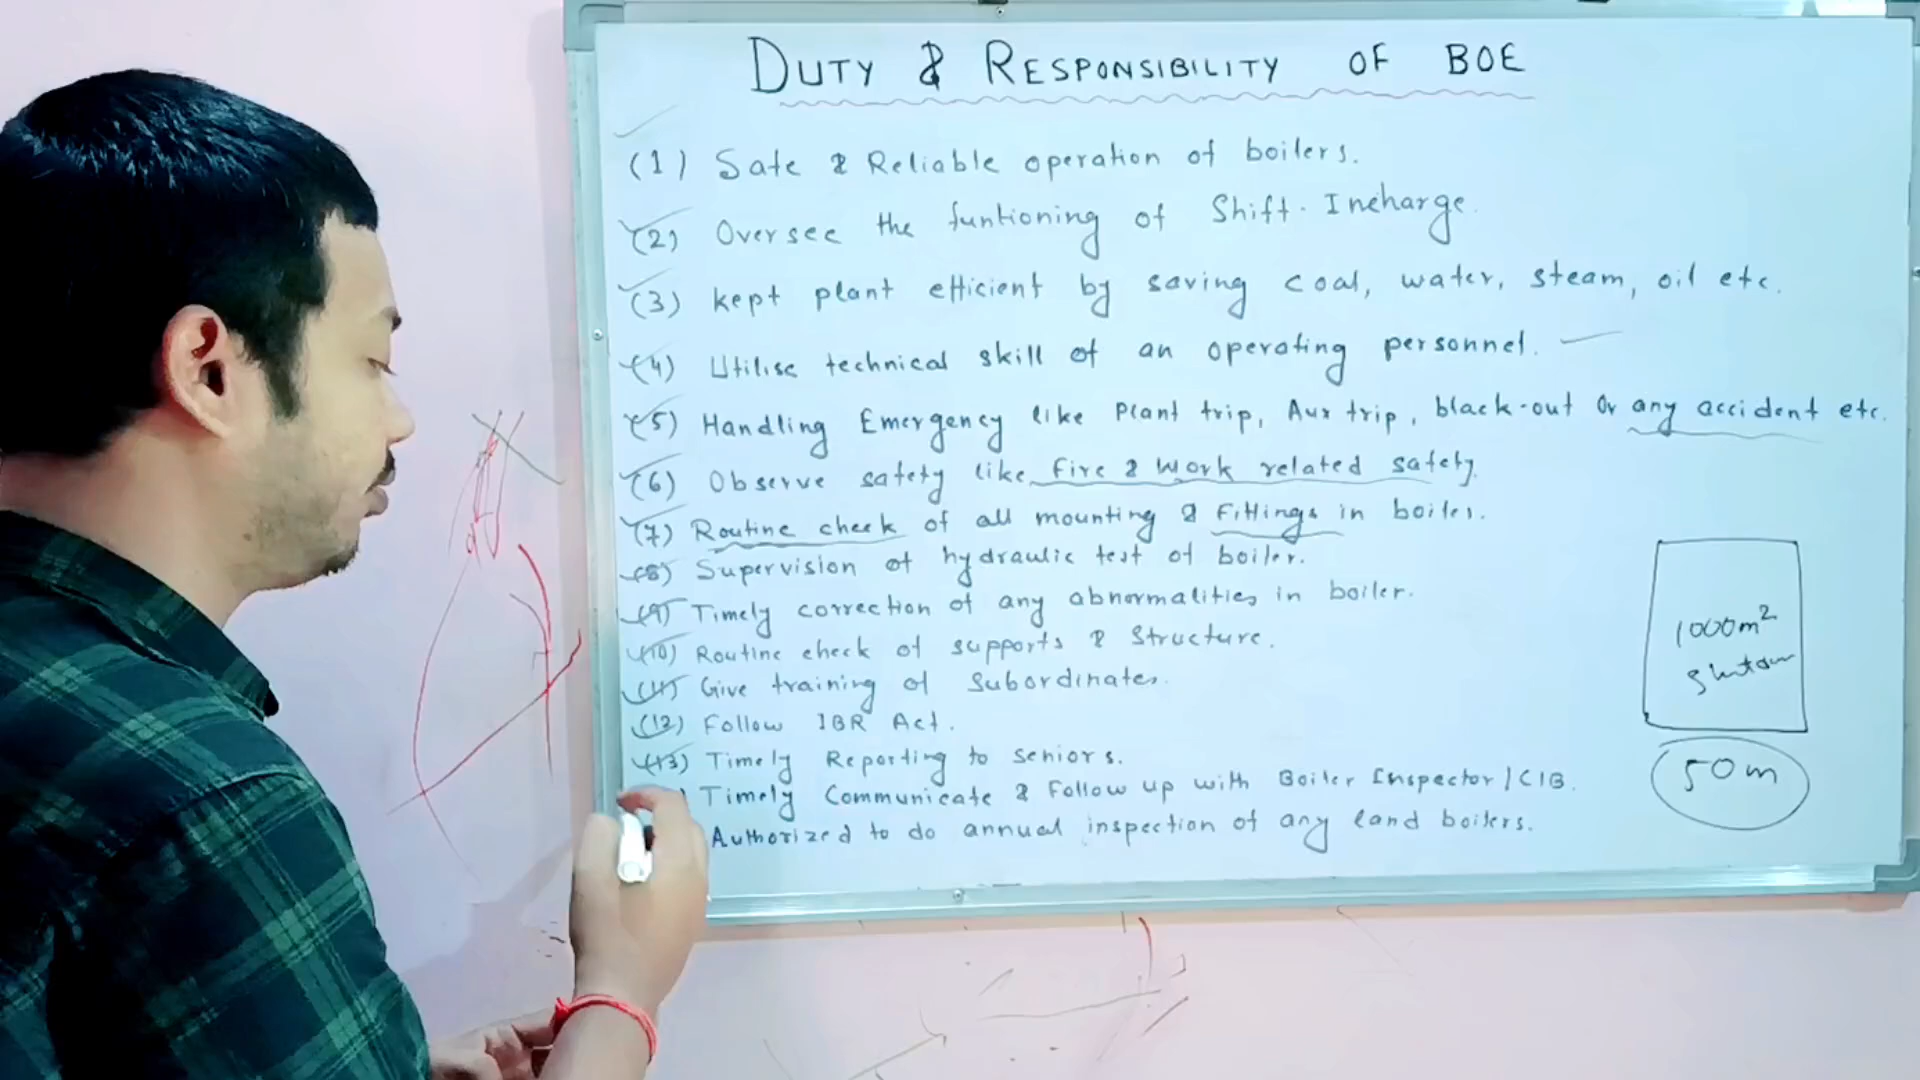 DUTY & RESPONSIBILITY OF BOE
(1) Safe & Reliable operation of boilers.
(2) Oversee the funtioning of Shift-Incharge.
(3) kept plant efficient by saving coal, water, steam, oil etc.
(4) Utilise technical skill of an operating personnel.
(5) Handling Emergency like Plant trip, Aux trip, black-out Or any accident etc.
(6) Observe safety like fire & work related safety.
(7) Routine check of all mounting & Fittings in boiler.
(8) Supervision of hydraulic test of boiler.
(9) Timely correction of any abnormalities in boiler.
(10) Routine check of supports & Structure.
(11) Give training of Subordinates.
(12) Follow IBR Act.
(13) Timely Reporting to seniors.
) Timely Communicate & Follow up with Boiler Inspector/CIB.
Authorized to do annual inspection of any land boilers.
1000m2
50m